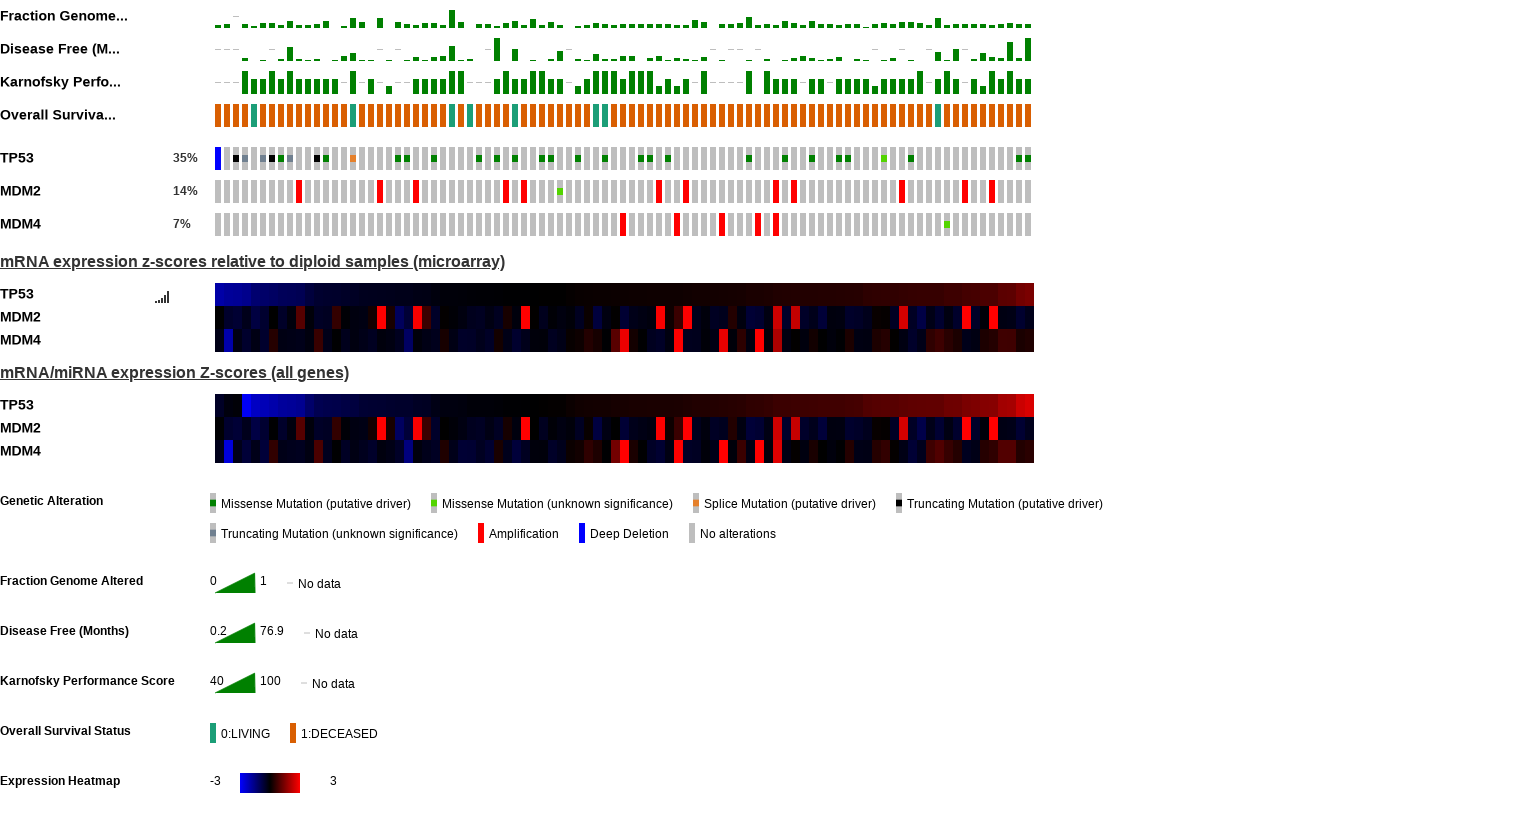 Fraction Genome...
Disease Free (M...
Karnofsky Perfo...
Overall Surviva...
TP53 35%
MDM2 14%
MDM4 7%
mRNA expression z-scores relative to diploid samples (microarray)
TP53
MDM2
MDM4
mRNA/miRNA expression Z-scores (all genes)
TP53
MDM2
MDM4
Genetic Alteration Missense Mutation (putative driver) Missense Mutation (unknown significance) Splice Mutation (putative driver) Truncating Mutation (putative driver)
Truncating Mutation (unknown significance) Amplification Deep Deletion No alterations
Fraction Genome Altered 0 1 No data
Disease Free (Months) 0.2 76.9 No data
Karnofsky Performance Score 40 100 No data
Overall Survival Status 0:LIVING 1:DECEASED
Expression Heatmap -3 3